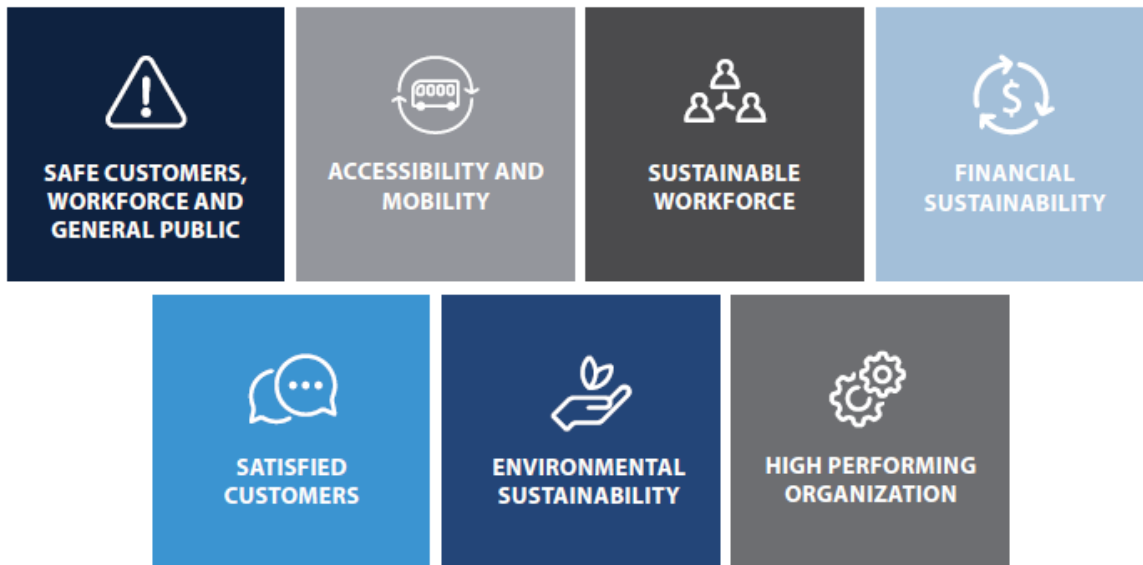 SAFE CUSTOMERS,
WORKFORCE AND
GENERAL PUBLIC
ACCESSIBILITY AND
MOBILITY
SUSTAINABLE
WORKFORCE
$
FINANCIAL
SUSTAINABILITY
SATISFIED
CUSTOMERS
ENVIRONMENTAL
SUSTAINABILITY
HIGH PERFORMING
ORGANIZATION